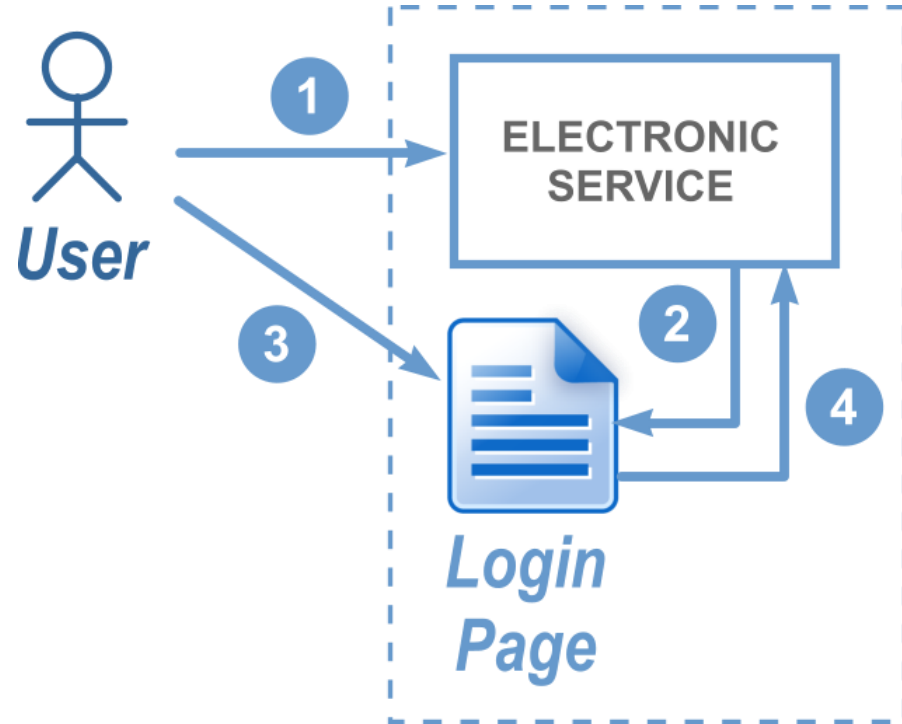 1
ELECTRONIC
SERVICE
User
2
3
4
Login
Page